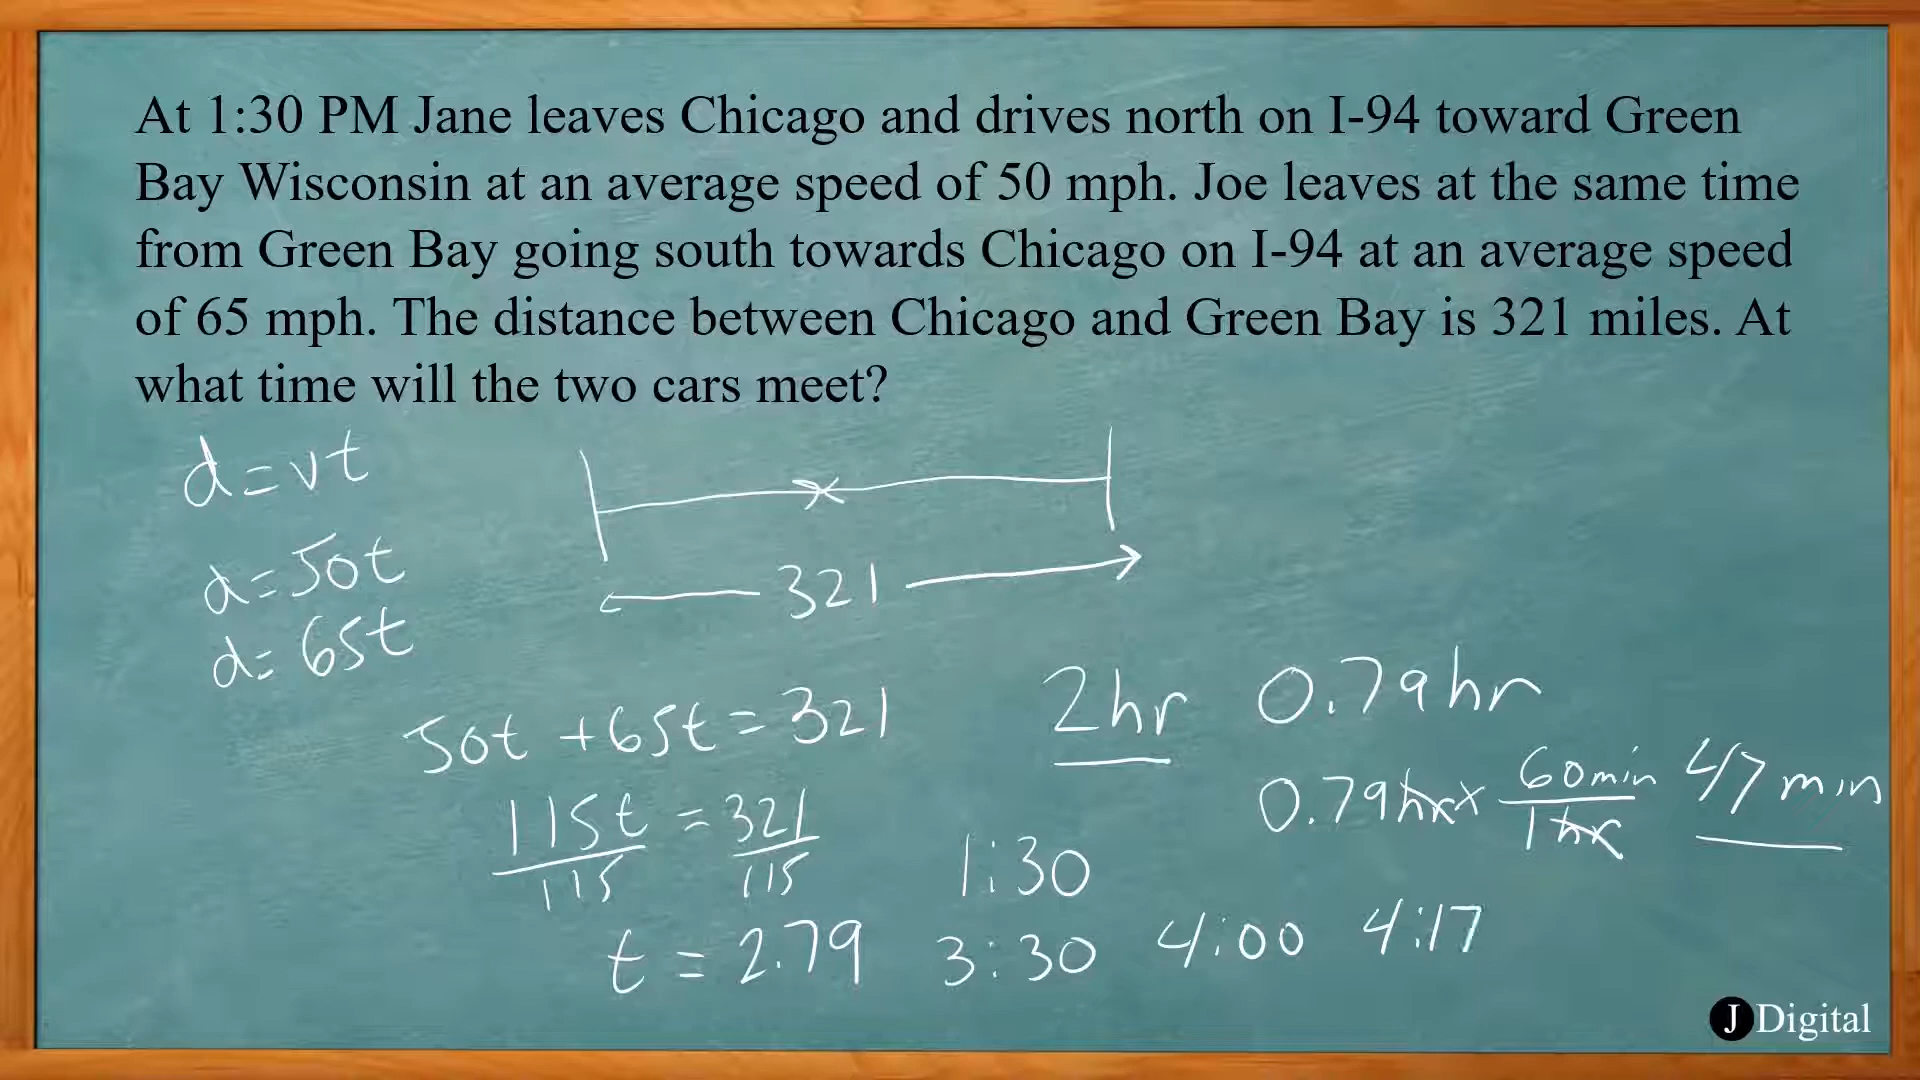 At 1:30 PM Jane leaves Chicago and drives north on I-94 toward Green
Bay Wisconsin at an average speed of 50 mph. Joe leaves at the same time
from Green Bay going south towards Chicago on I-94 at an average speed
of 65 mph. The distance between Chicago and Green Bay is 321 miles. At
what time will the two cars meet?
d=vt
d=50t
d=65t
321
50t +65t=321
115t = 321
115 115
t = 2.79
2hr 0.79hr
0.79hr x 60min 47 min
1hr
1:30
3:30 4:00 4:17
J Digital